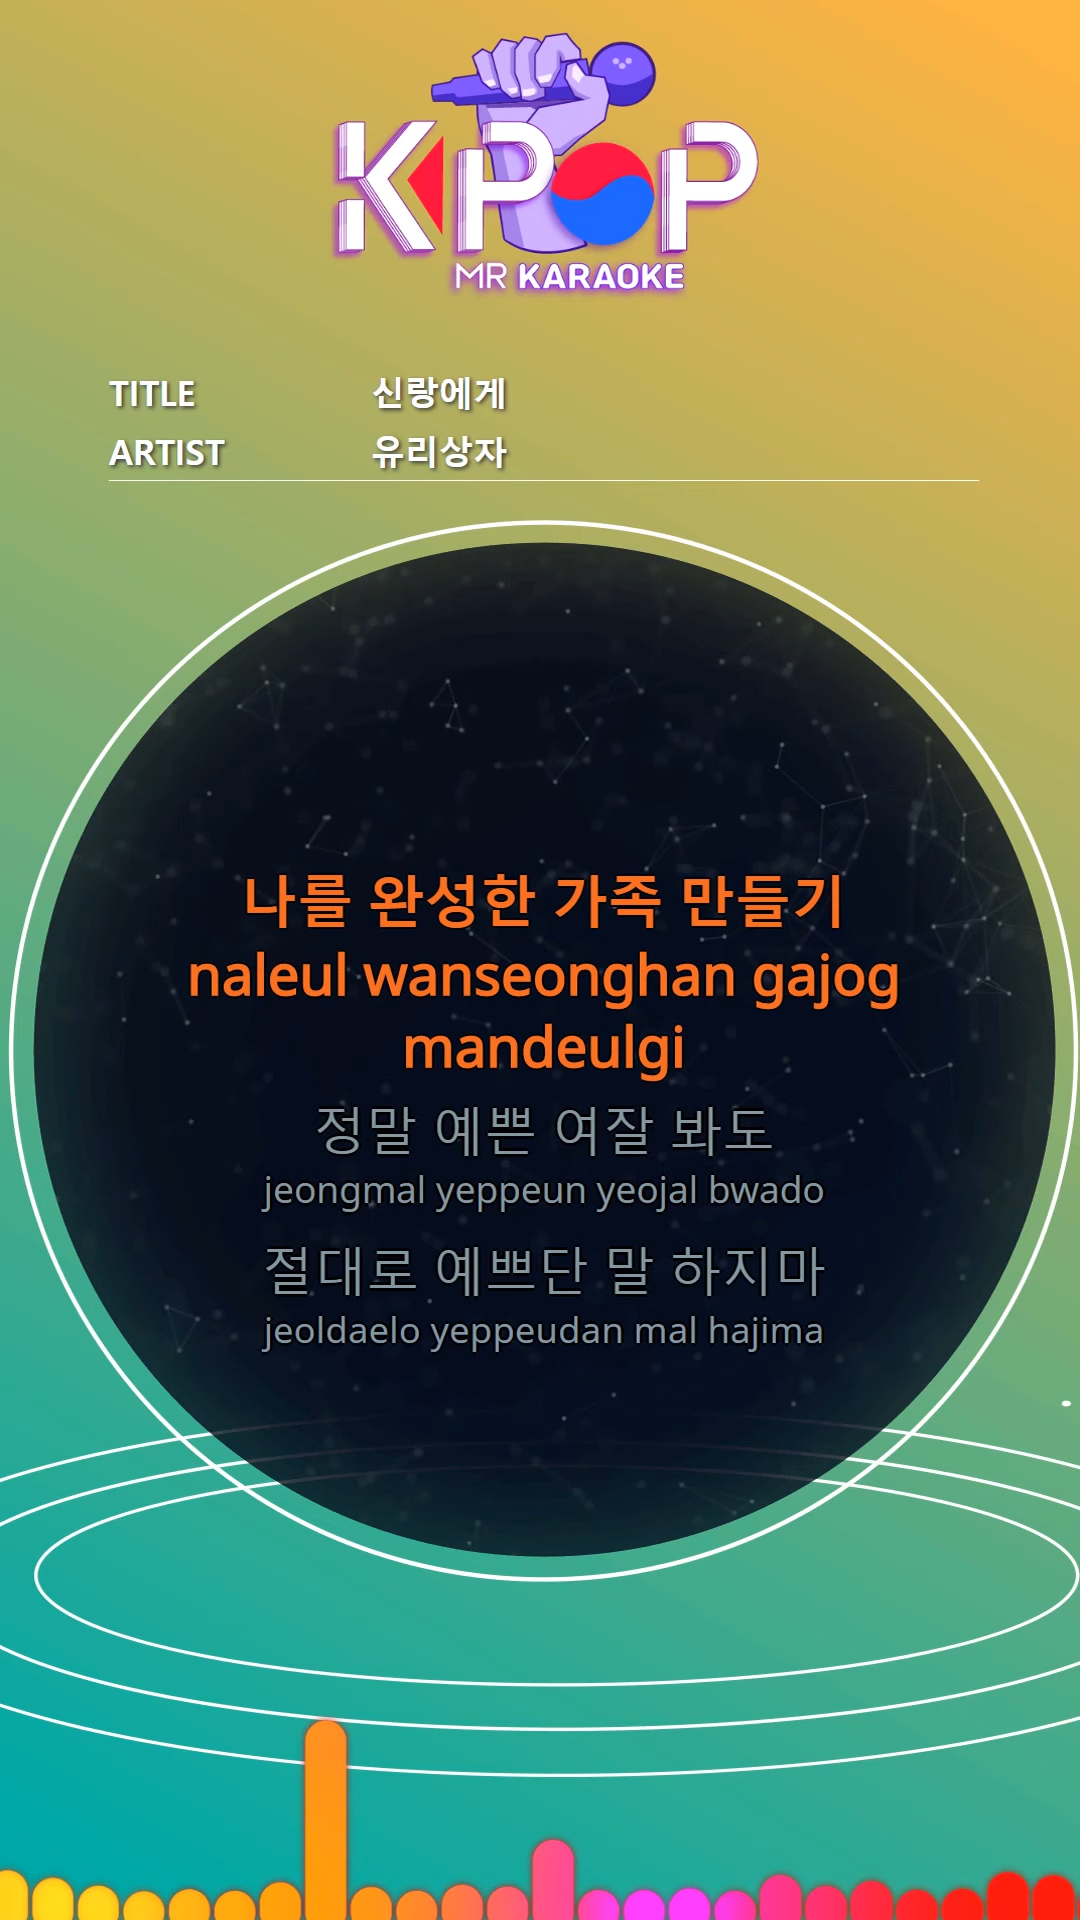 KPOP
MR KARAOKE
TITLE 신랑에게
ARTIST 유리상자
나를 완성한 가족 만들기
naleul wanseonghan gajog
mandeulgi
정말 예쁜 여잘 봐도
jeongmal yeppeun yeojal bwado
절대로 예쁘단 말 하지마
jeoldaelo yeppeudan mal hajima